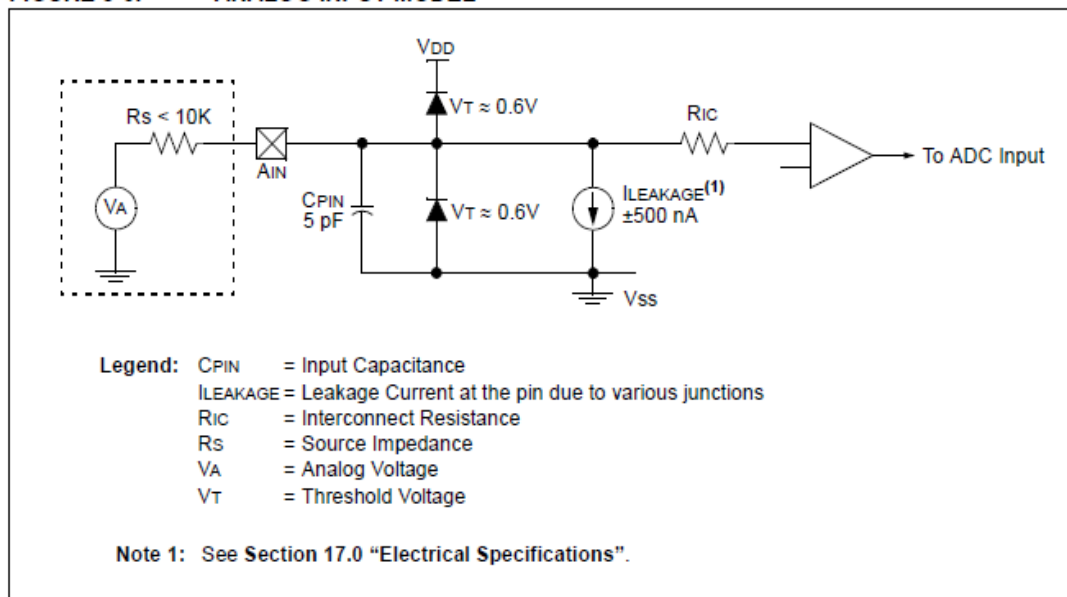 VDD
VT ≈ 0.6V
Rs < 10K
RIC
AIN
To ADC Input
VA
CPIN
5 pF
VT ≈ 0.6V
ILEAKAGE(1)
±500 nA
VSS
Legend: CPIN = Input Capacitance
ILEAKAGE = Leakage Current at the pin due to various junctions
RIC = Interconnect Resistance
RS = Source Impedance
VA = Analog Voltage
VT = Threshold Voltage
Note 1: See Section 17.0 “Electrical Specifications”.